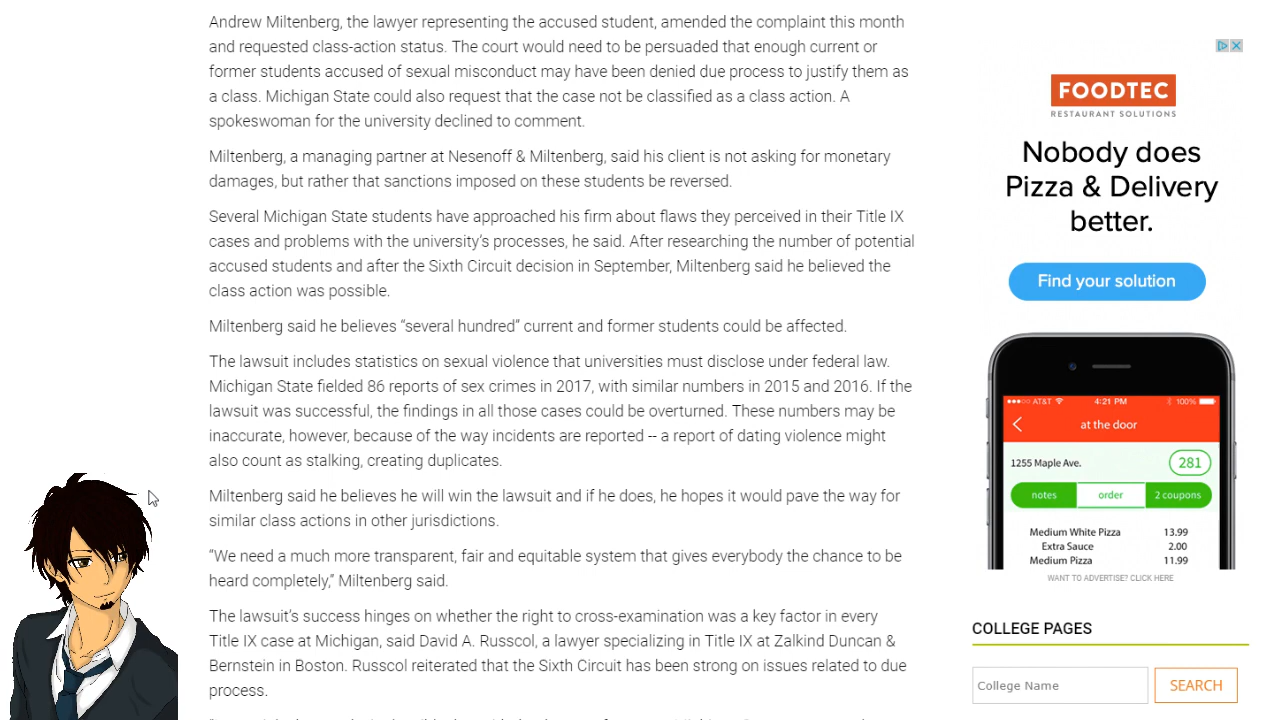 Andrew Miltenberg, the lawyer representing the accused student, amended the complaint this month
and requested class-action status. The court would need to be persuaded that enough current or
former students accused of sexual misconduct may have been denied due process to justify them as
a class. Michigan State could also request that the case not be classified as a class action. A
spokeswoman for the university declined to comment.
Miltenberg, a managing partner at Nesenoff & Miltenberg, said his client is not asking for monetary
damages, but rather that sanctions imposed on these students be reversed.
Several Michigan State students have approached his firm about flaws they perceived in their Title IX
cases and problems with the university's processes, he said. After researching the number of potential
accused students and after the Sixth Circuit decision in September, Miltenberg said he believed the
class action was possible.
Miltenberg said he believes “several hundred” current and former students could be affected.
The lawsuit includes statistics on sexual violence that universities must disclose under federal law.
Michigan State fielded 86 reports of sex crimes in 2017, with similar numbers in 2015 and 2016. If the
lawsuit was successful, the findings in all those cases could be overturned. These numbers may be
inaccurate, however, because of the way incidents are reported -- a report of dating violence might
also count as stalking, creating duplicates.
Miltenberg said he believes he will win the lawsuit and if he does, he hopes it would pave the way for
similar class actions in other jurisdictions.
“We need a much more transparent, fair and equitable system that gives everybody the chance to be
heard completely,” Miltenberg said.
The lawsuit's success hinges on whether the right to cross-examination was a key factor in every
Title IX case at Michigan, said David A. Russcol, a lawyer specializing in Title IX at Zalkind Duncan &
Bernstein in Boston. Russcol reiterated that the Sixth Circuit has been strong on issues related to due
process.
FOODTEC
RESTAURANT SOLUTIONS
Nobody does
Pizza & Delivery
better.
Find your solution
AT&T 4:21 PM 100%
at the door
1255 Maple Ave. 281
notes order 2 coupons
Medium White Pizza 13.99
Extra Sauce 2.00
Medium Pizza 11.99
WANT TO ADVERTISE? CLICK HERE
COLLEGE PAGES
College Name SEARCH